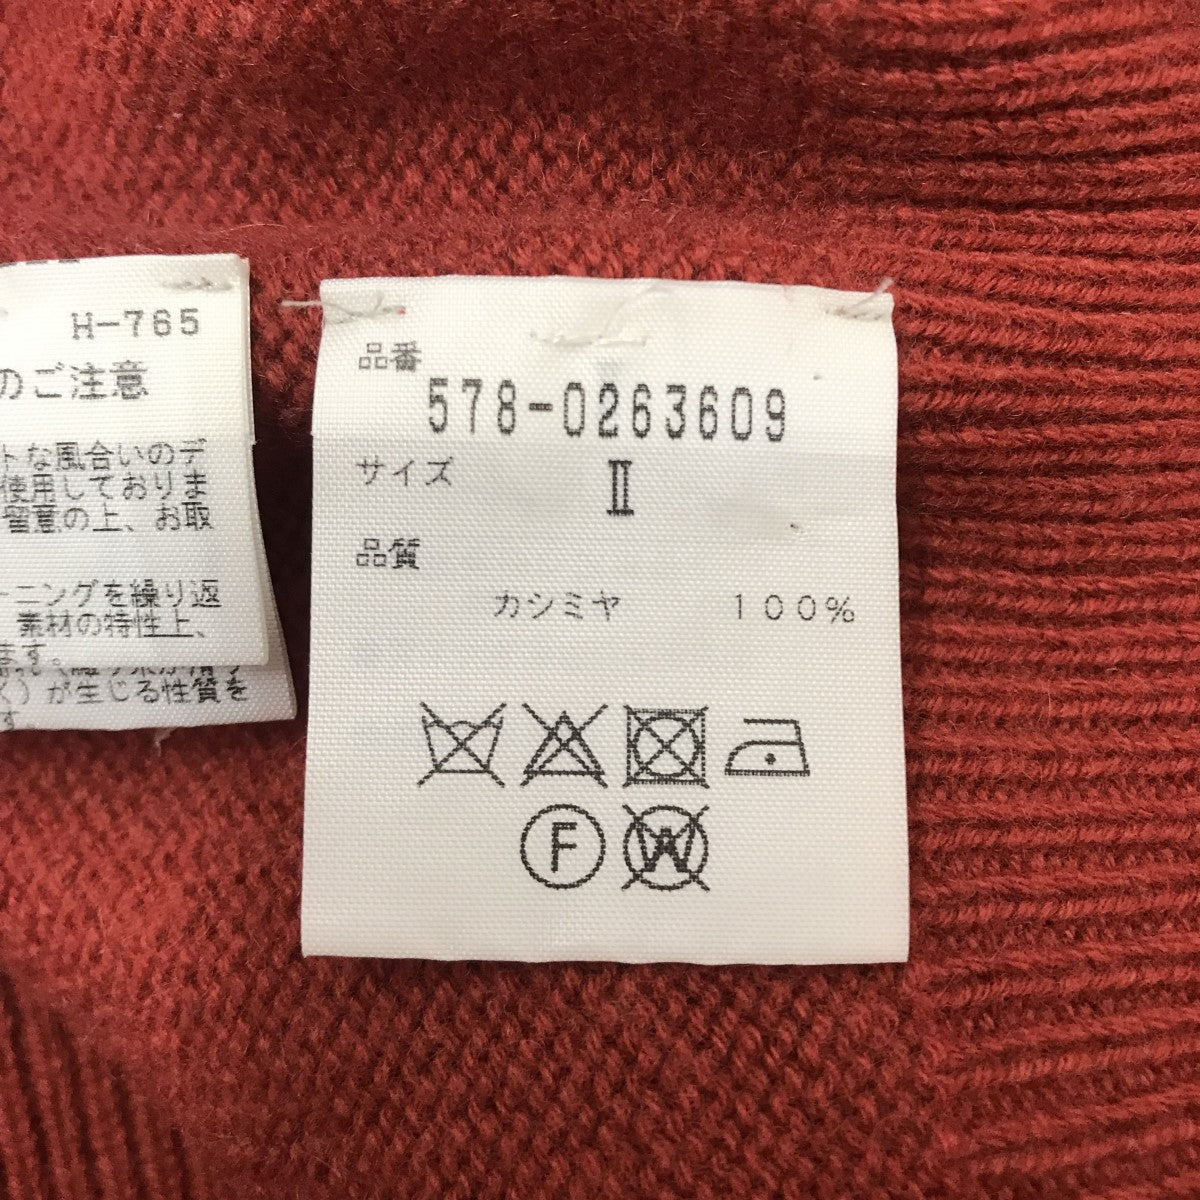 H-765
のご注意
トな風合いのデ
使用しておりま
留意の上、お取
ーニングを繰り返
素材の特性上、
ます。
く)が生じる性質を
す。
品番
578-0263609
サイズ II
品質
カシミヤ 100%
F
W